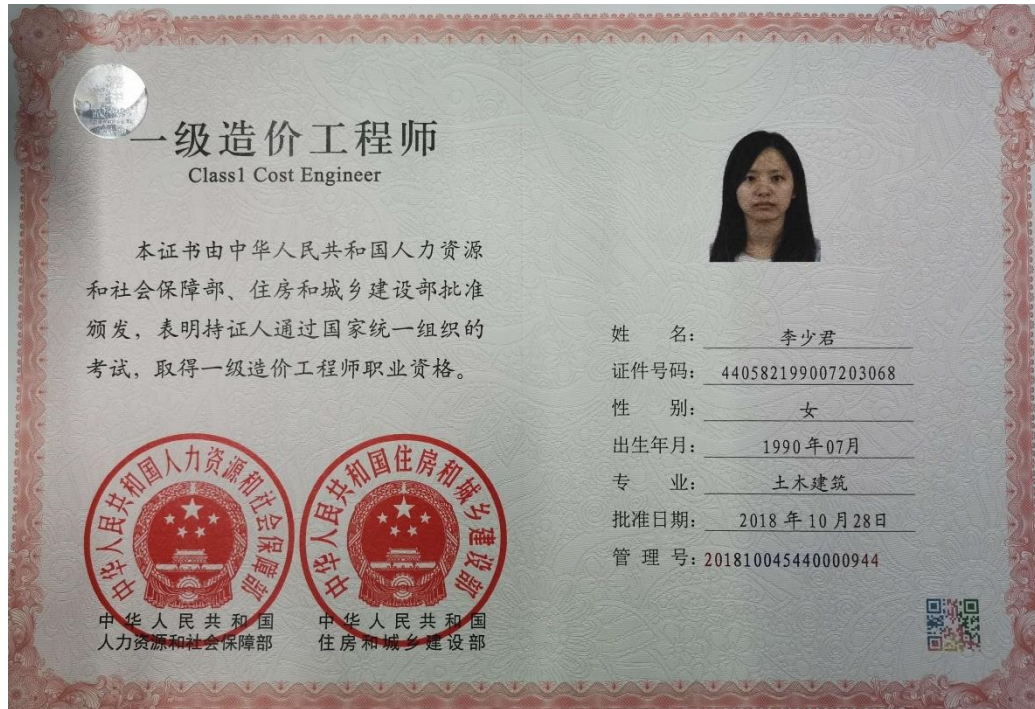 一级造价工程师
Class1 Cost Engineer
本证书由中华人民共和国人力资源
和社会保障部、住房和城乡建设部批准
颁发，表明持证人通过国家统一组织的
考试，取得一级造价工程师职业资格。
中华人民共和国人力资源和社会保障部
中华人民共和国住房和城乡建设部
中华人民共和国
人力资源和社会保障部
中华人民共和国
住房和城乡建设部
姓 名：李少君
证件号码：440582199007203068
性 别：女
出生年月：1990年07月
专 业：土木建筑
批准日期：2018年10月28日
管 理 号：201810045440000944